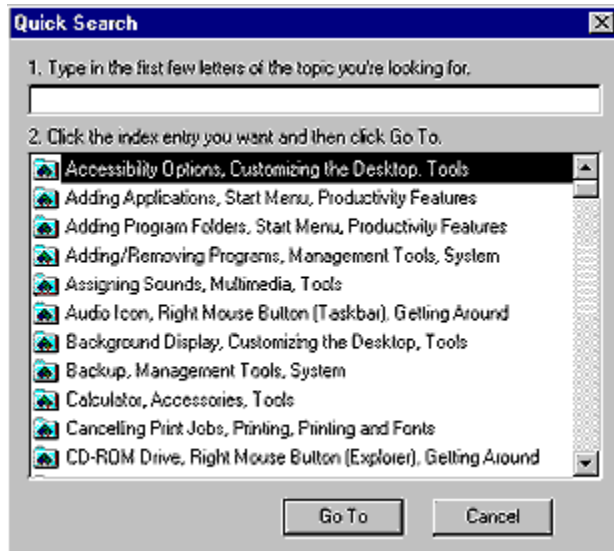 Quick Search
1. Type in the first few letters of the topic you're looking for.
2. Click the index entry you want and then click Go To.
Accessibility Options, Customizing the Desktop, Tools
Adding Applications, Start Menu, Productivity Features
Adding Program Folders, Start Menu, Productivity Features
Adding/Removing Programs, Management Tools, System
Assigning Sounds, Multimedia, Tools
Audio Icon, Right Mouse Button (Taskbar), Getting Around
Background Display, Customizing the Desktop, Tools
Backup, Management Tools, System
Calculator, Accessories, Tools
Cancelling Print Jobs, Printing, Printing and Fonts
CD-ROM Drive, Right Mouse Button (Explorer), Getting Around
Go To Cancel